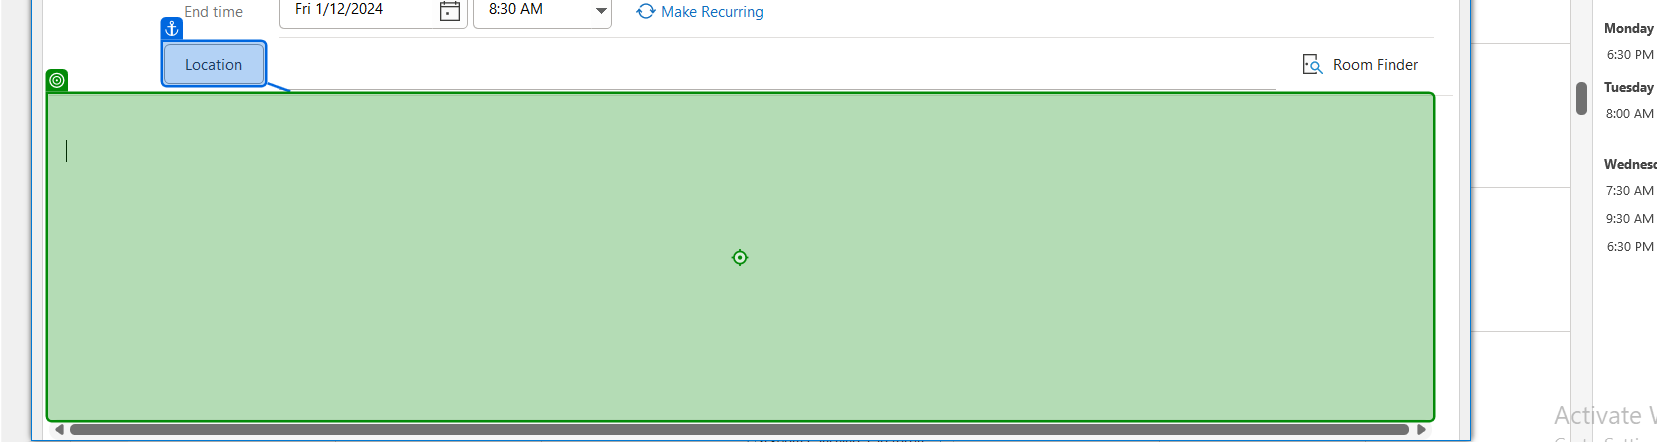 End time
Fri 1/12/2024
8:30 AM
Make Recurring
Location
Room Finder
Monday
6:30 PM
Tuesday
8:00 AM
Wednesd
7:30 AM
9:30 AM
6:30 PM
Activate W